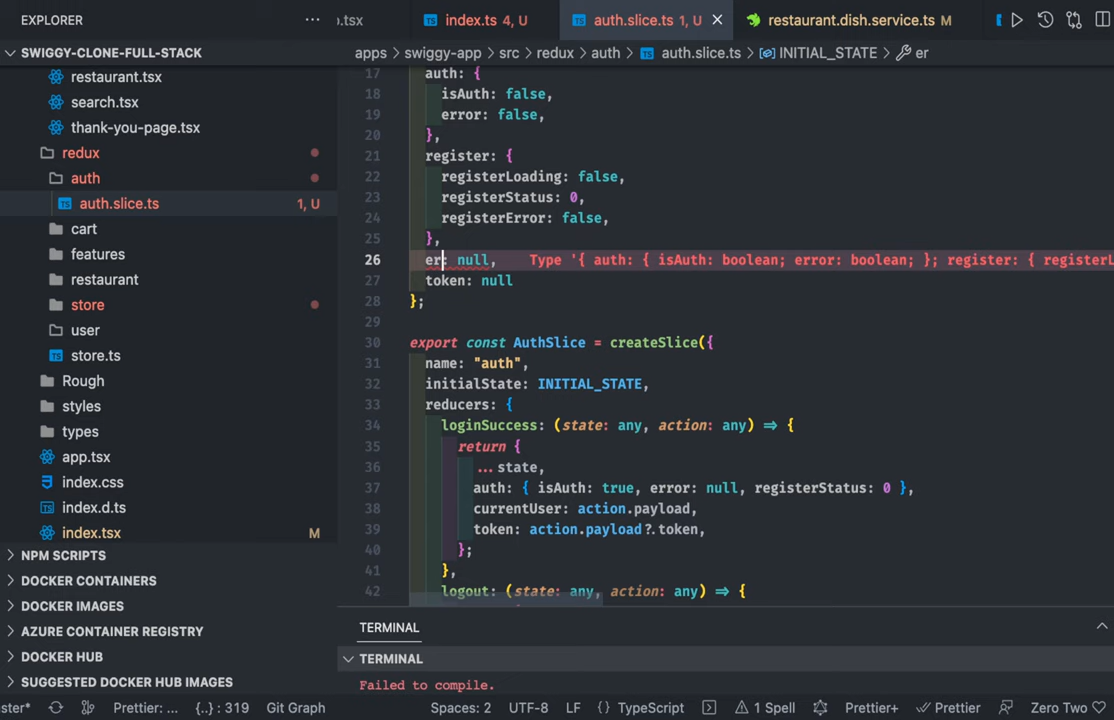 EXPLORER
SWIGGY-CLONE-FULL-STACK
restaurant.tsx
search.tsx
thank-you-page.tsx
redux
auth
auth.slice.ts 1, U
cart
features
restaurant
store
user
store.ts
Rough
styles
types
app.tsx
index.css
index.d.ts
index.tsx M
NPM SCRIPTS
DOCKER CONTAINERS
DOCKER IMAGES
AZURE CONTAINER REGISTRY
DOCKER HUB
SUGGESTED DOCKER HUB IMAGES
index.ts 4, U
auth.slice.ts 1, U
restaurant.dish.service.ts M
apps > swiggy-app > src > redux > auth > auth.slice.ts > INITIAL_STATE > er
17 auth: {
18 isAuth: false,
19 error: false,
20 },
21 register: {
22 registerLoading: false,
23 registerStatus: 0,
24 registerError: false,
25 },
26 er: null, Type '{ auth: { isAuth: boolean; error: boolean; }; register: { registerL
27 token: null
28 };
29
30 export const AuthSlice = createSlice({
31 name: "auth",
32 initialState: INITIAL_STATE,
33 reducers: {
34 loginSuccess: (state: any, action: any) => {
35 return {
36 ...state,
37 auth: { isAuth: true, error: null, registerStatus: 0 },
38 currentUser: action.payload,
39 token: action.payload?.token,
40 };
41 },
42 logout: (state: any, action: any) => {
TERMINAL
TERMINAL
Failed to compile.
ster* Prettier: ... {..} : 319 Git Graph Spaces: 2 UTF-8 LF {} TypeScript 1 Spell Prettier+ Prettier Zero Two